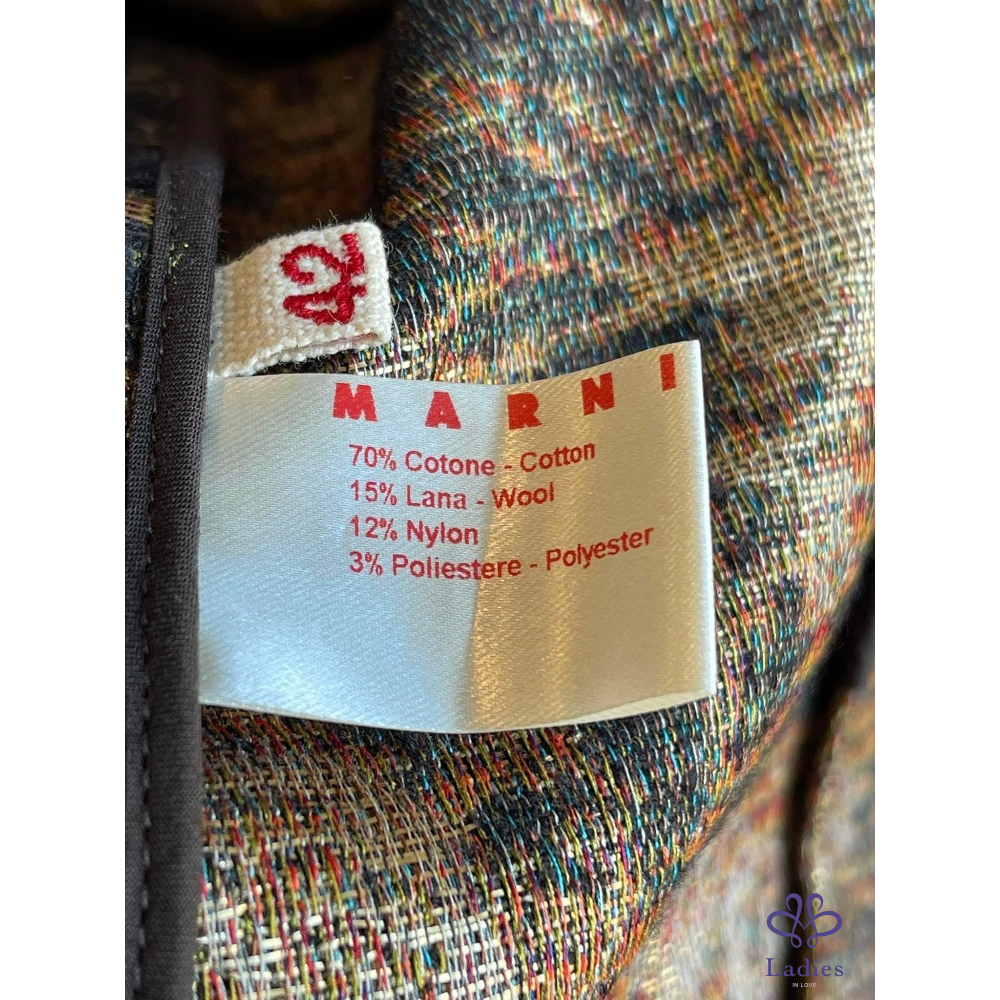 42
MARNI
70% Cotone - Cotton
15% Lana - Wool
12% Nylon
3% Poliestere - Polyester
Ladies
IN LOVE